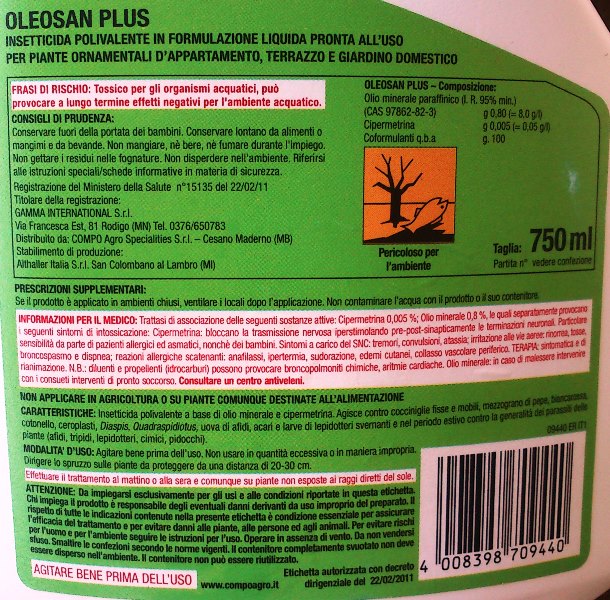 OLEOSAN PLUS
INSETTICIDA POLIVALENTE IN FORMULAZIONE LIQUIDA PRONTA ALL'USO
PER PIANTE ORNAMENTALI D'APPARTAMENTO, TERRAZZO E GIARDINO DOMESTICO
FRASI DI RISCHIO: Tossico per gli organismi acquatici, può
provocare a lungo termine effetti negativi per l'ambiente acquatico.
CONSIGLI DI PRUDENZA:
Conservare fuori della portata dei bambini. Conservare lontano da alimenti o
mangimi e da bevande. Non mangiare, nè bere, nè fumare durante l'impiego.
Non gettare i residui nelle fognature. Non disperdere nell'ambiente. Riferirsi
alle istruzioni speciali/schede informative in materia di sicurezza.
Registrazione del Ministero della Salute n°15135 del 22/02/11
Titolare della registrazione:
GAMMA INTERNATIONAL S.r.l.
Via Francesca Est, 81 Rodigo (MN) Tel. 0376/650783
Distribuito da: COMPO Agro Specialities S.r.l. – Cesano Maderno (MB)
Stabilimento di produzione:
Althaller Italia S.r.l. San Colombano al Lambro (MI)
OLEOSAN PLUS – Composizione:
Olio minerale paraffinico (I. R. 95% min.)
(CAS 97862-82-3) g 0,80 (= 8,0 g/l)
Cipermetrina g 0,005 (= 0,05 g/l)
Coformulanti q.b.a g. 100
Pericoloso per
l'ambiente
Taglia: 750 ml
Partita n° vedere confezione
PRESCRIZIONI SUPPLEMENTARI:
Se il prodotto è applicato in ambienti chiusi, ventilare i locali dopo l'applicazione. Non contaminare l'acqua con il prodotto o il suo contenitore.
INFORMAZIONI PER IL MEDICO: Trattasi di associazione delle seguenti sostanze attive: Cipermetrina 0,005 %; Olio minerale 0,8 %, le quali separatamente provocano
i seguenti sintomi di intossicazione: Cipermetrina: bloccano la trasmissione nervosa iperstimolando pre-post-sinapticamente le terminazioni neuronali. Particolare
sensibilità da parte di pazienti allergici ed asmatici, nonchè dei bambini. Sintomi a carico del SNC: tremori, convulsioni, atassia; irritazione alle vie aeree: rinorrea, tosse,
broncospasmo e dispnea; reazioni allergiche scatenanti: anafilassi, ipertermia, sudorazione, edemi cutanei, collasso vascolare periferico. TERAPIA: sintomatica e di
rianimazione. N.B.: diluenti e propellenti (idrocarburi) possono provocare broncopolmoniti chimiche, aritmie cardiache. Olio minerale: in caso di malessere intervenire
con i consueti interventi di pronto soccorso. Consultare un centro antiveleni.
NON APPLICARE IN AGRICOLTURA O SU PIANTE COMUNQUE DESTINATE ALL'ALIMENTAZIONE
CARATTERISTICHE: Insetticida polivalente a base di olio minerale e cipermetrina. Agisce contro cocciniglie fisse e mobili, mezzograno di pepe, biancarossa,
cotonello, ceroplasti, Diaspis, Quadraspidiotus, uova di afidi, acari e larve di lepidotteri svernanti e nel periodo estivo contro la generalità dei parassiti delle
piante (afidi, tripidi, lepidotteri, cimici, pidocchi).
09440 ER IT1
MODALITA' D'USO: Agitare bene prima dell'uso. Non usare in quantità eccessiva o in maniera impropria.
Dirigere lo spruzzo sulle piante da proteggere da una distanza di 20-30 cm.
Effettuare il trattamento al mattino o alla sera e comunque su piante non esposte ai raggi diretti del sole.
ATTENZIONE: Da impiegarsi esclusivamente per gli usi e alle condizioni riportate in questa etichetta.
Chi impiega il prodotto è responsabile degli eventuali danni derivanti da uso improprio del preparato. Il
rispetto di tutte le indicazioni contenute nella presente etichetta è condizione essenziale per assicurare
l'efficacia del trattamento e per evitare danni alle piante, alle persone ed agli animali. Per evitare rischi
per l'uomo e per l'ambiente seguire le istruzioni per l'uso. Operare in assenza di vento. Da non vendersi
sfuso. Smaltire le confezioni secondo le norme vigenti. Il contenitore completamente svuotato non deve
essere disperso nell'ambiente. Il contenitore non può essere riutilizzato.
AGITARE BENE PRIMA DELL'USO
www.compoagro.it
Etichetta autorizzata con decreto
dirigenziale del 22/02/2011
4 008398 709440